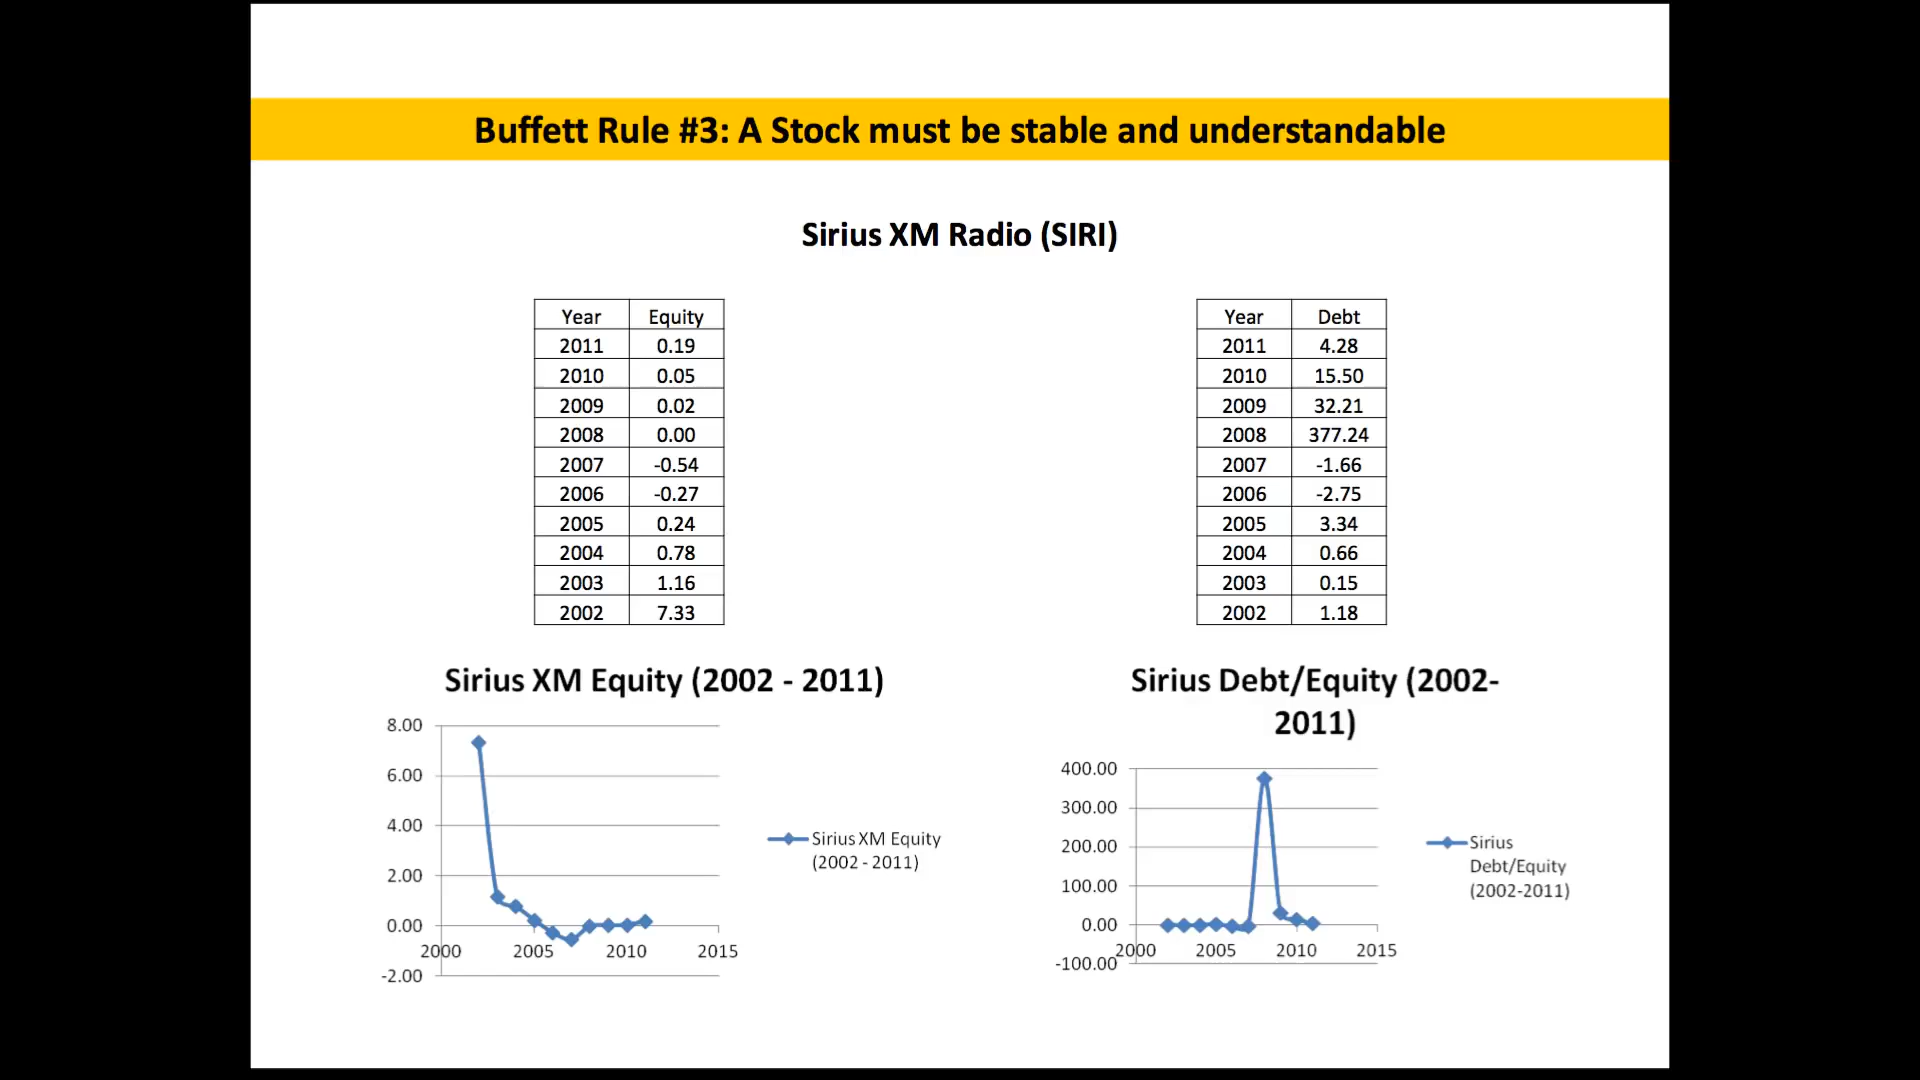 Buffett Rule #3: A Stock must be stable and understandable
Sirius XM Radio (SIRI)
Year Equity
2011 0.19
2010 0.05
2009 0.02
2008 0.00
2007 -0.54
2006 -0.27
2005 0.24
2004 0.78
2003 1.16
2002 7.33
Year Debt
2011 4.28
2010 15.50
2009 32.21
2008 377.24
2007 -1.66
2006 -2.75
2005 3.34
2004 0.66
2003 0.15
2002 1.18
Sirius XM Equity (2002 - 2011)
8.00
6.00
4.00
2.00
0.00
-2.00
2000 2005 2010 2015
Sirius XM Equity
(2002 - 2011)
Sirius Debt/Equity (2002-
2011)
400.00
300.00
200.00
100.00
0.00
-100.00
2000 2005 2010 2015
Sirius
Debt/Equity
(2002-2011)